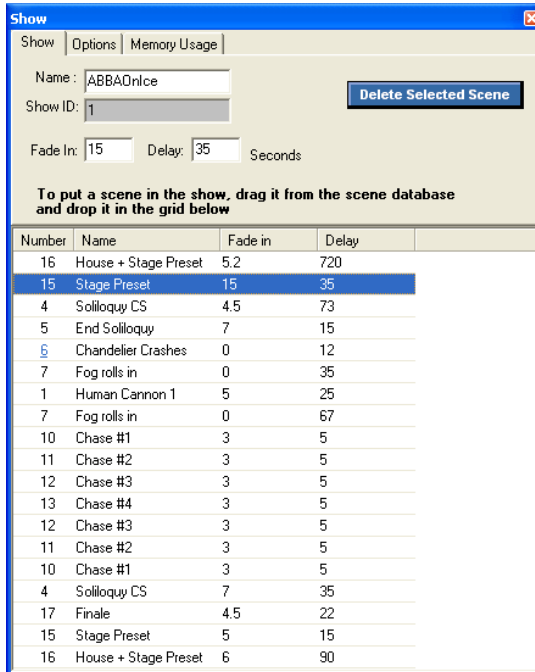 Show
Show Options Memory Usage
Name : ABBAOnIce
Delete Selected Scene
Show ID: 1
Fade In: 15 Delay: 35 Seconds
To put a scene in the show, drag it from the scene database
and drop it in the grid below
Number Name Fade in Delay
16 House + Stage Preset 5.2 720
15 Stage Preset 15 35
4 Soliloquy CS 4.5 73
5 End Soliloquy 7 15
6 Chandelier Crashes 0 12
7 Fog rolls in 0 35
1 Human Cannon 1 5 25
7 Fog rolls in 0 67
10 Chase #1 3 5
11 Chase #2 3 5
12 Chase #3 3 5
13 Chase #4 3 5
12 Chase #3 3 5
11 Chase #2 3 5
10 Chase #1 3 5
4 Soliloquy CS 7 35
17 Finale 4.5 22
15 Stage Preset 5 15
16 House + Stage Preset 6 90